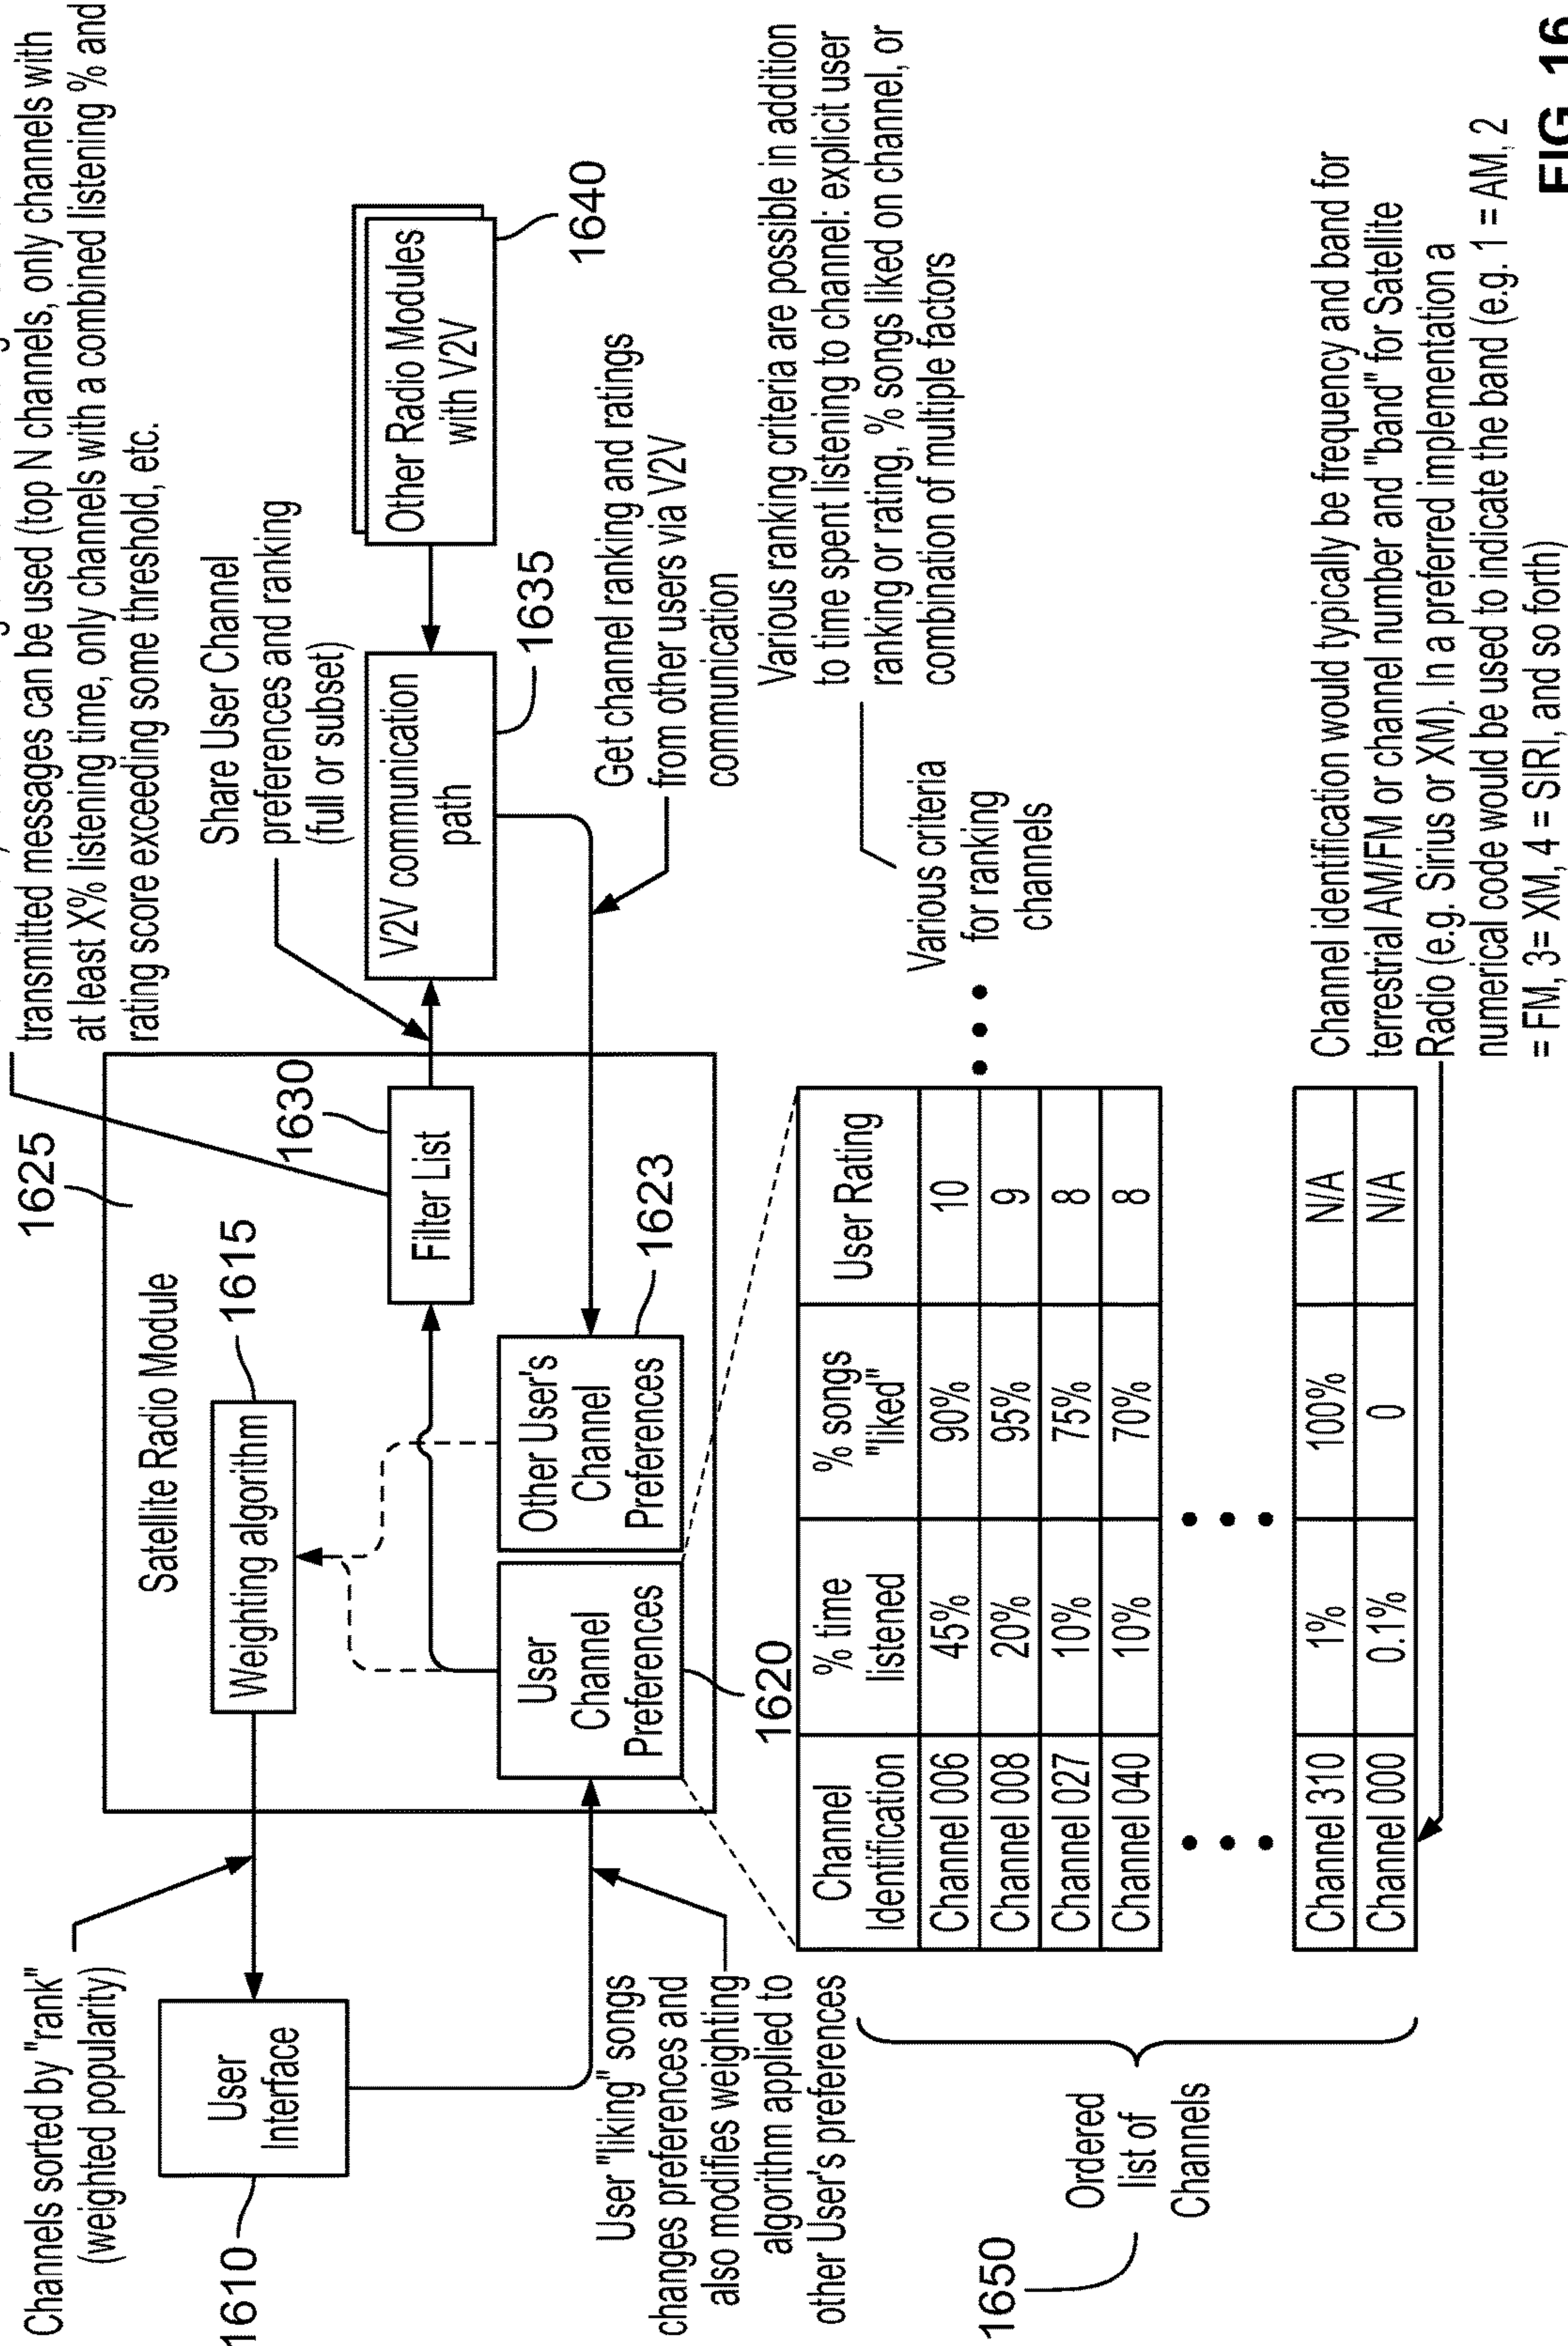 transmitted messages can be used (top N channels, only channels with
at least X% listening time, only channels with a combined listening % and
rating score exceeding some threshold, etc.
Channels sorted by "rank"
(weighted popularity)
1625
Satellite Radio Module
Share User Channel
preferences and ranking
(full or subset)
1610
User
Interface
Weighting algorithm
1615
1630
Filter List
V2V communication
path
1635
Other Radio Modules
with V2V
1640
User
Channel
Preferences
1620
Other User's
Channel
Preferences
1623
Get channel ranking and ratings
from other users via V2V
communication
User "liking" songs
changes preferences and
also modifies weighting
algorithm applied to
other User's preferences
Various ranking criteria are possible in addition
to time spent listening to channel: explicit user
ranking or rating, % songs liked on channel, or
combination of multiple factors
Various criteria
for ranking
channels
1650
Ordered
list of
Channels
Channel
Identification
% time
listened
% songs
"liked"
User Rating
Channel 006 45% 90% 10
Channel 008 20% 95% 9
Channel 027 10% 75% 8
Channel 040 10% 70% 8
Channel 310 1% 100% N/A
Channel 000 0.1% 0 N/A
Channel identification would typically be frequency and band for
terrestrial AM/FM or channel number and "band" for Satellite
Radio (e.g. Sirius or XM). In a preferred implementation a
numerical code would be used to indicate the band (e.g. 1 = AM, 2
= FM, 3= XM, 4 = SIRI, and so forth)
FIG. 16